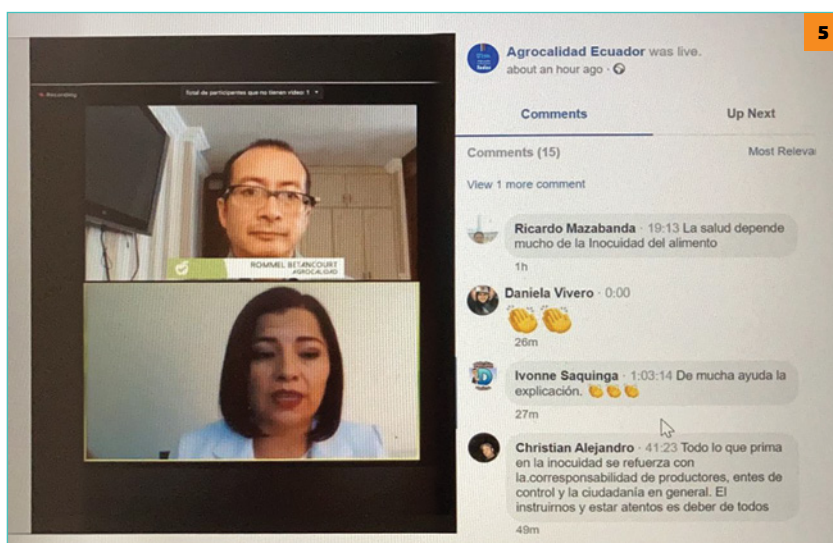 5
Agrocalidad Ecuador was live.
about an hour ago ·
Recording
Total de participantes que no tienen video: 1
Comments
Up Next
Comments (15)
Most Releva
View 1 more comment
ROMMEL BETANCOURT
AGROCALIDAD
Ricardo Mazabanda · 19:13 La salud depende
mucho de la Inocuidad del alimento
1h
Daniela Vivero · 0:00
👏👏
26m
Ivonne Saquinga · 1:03:14 De mucha ayuda la
explicación. 👏👏👏
27m
Christian Alejandro · 41:23 Todo lo que prima
en la inocuidad se refuerza con
la.corresponsabilidad de productores, entes de
control y la ciudadanía en general. El
instruirnos y estar atentos es deber de todos
49m